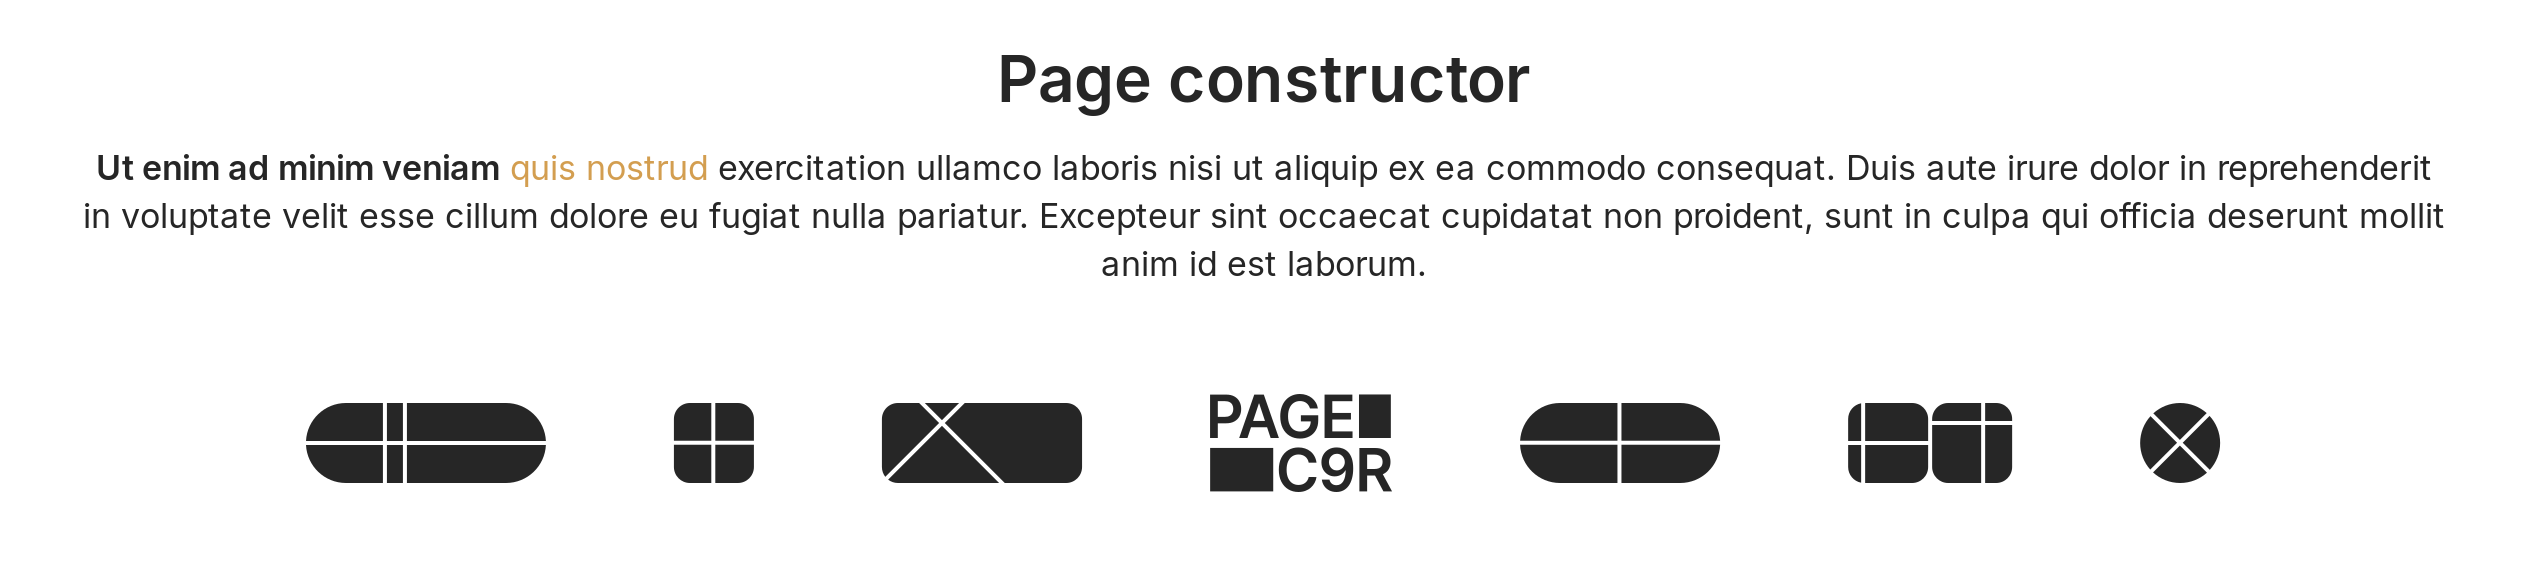 Page constructor
Ut enim ad minim veniam quis nostrud exercitation ullamco laboris nisi ut aliquip ex ea commodo consequat. Duis aute irure dolor in reprehenderit
in voluptate velit esse cillum dolore eu fugiat nulla pariatur. Excepteur sint occaecat cupidatat non proident, sunt in culpa qui officia deserunt mollit
anim id est laborum.
PAGE
C9R